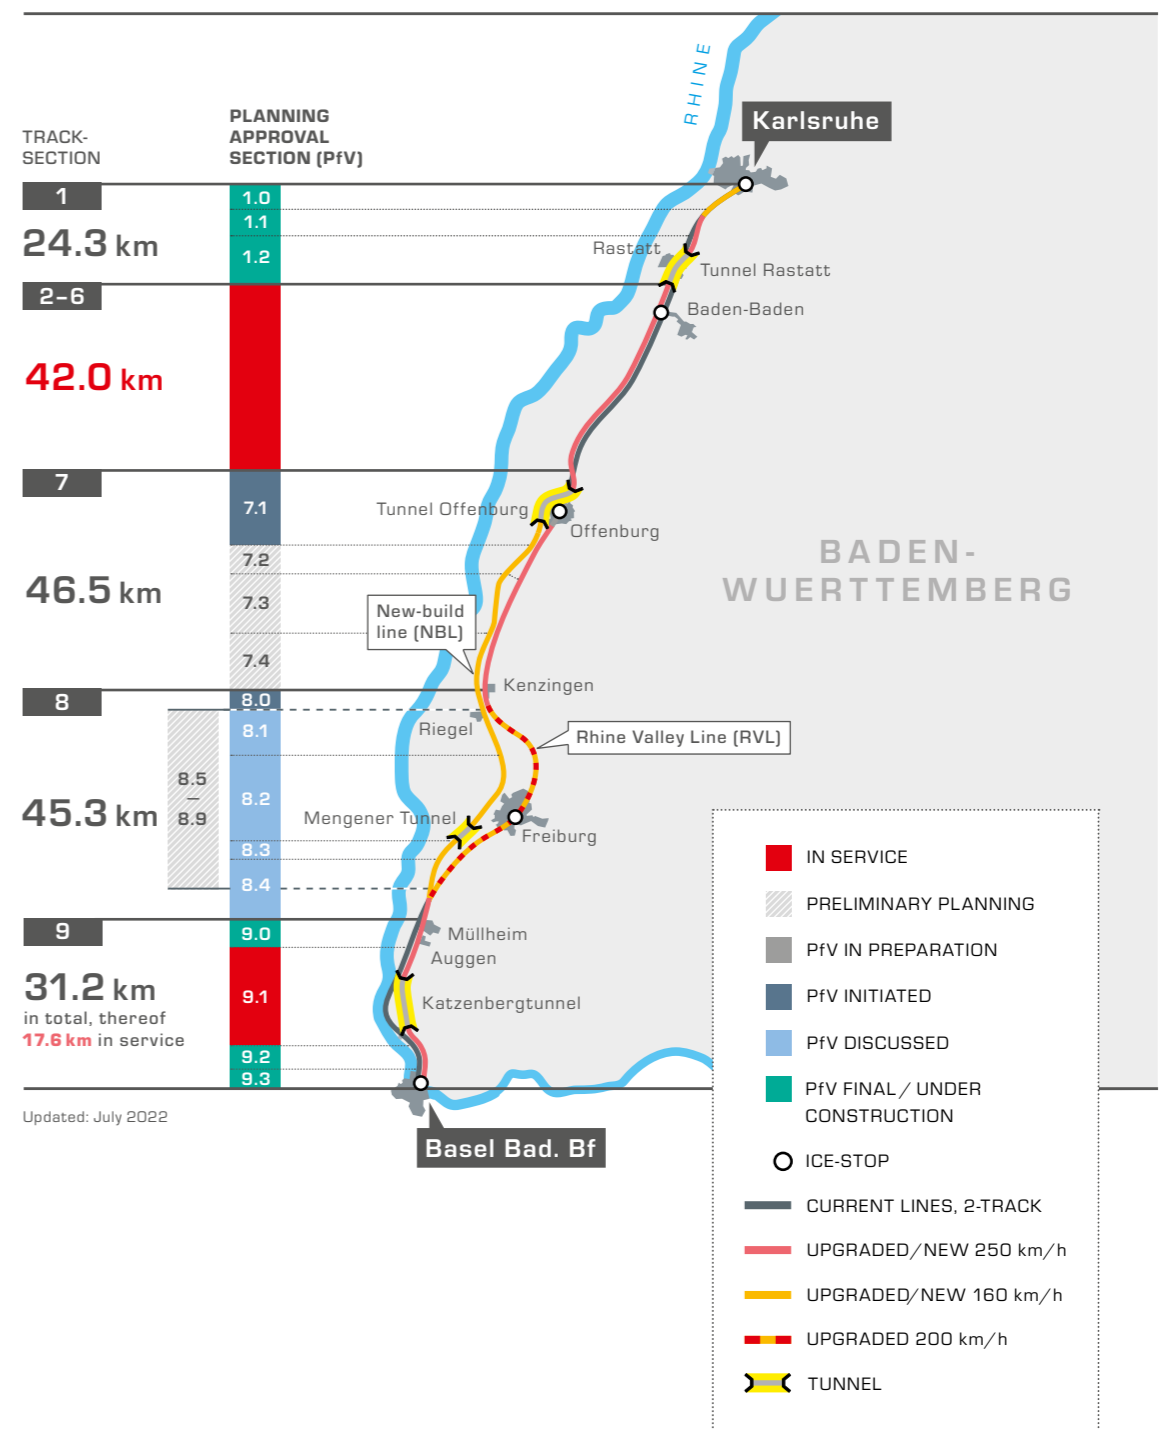 RHINE
Karlsruhe
TRACK-
SECTION
PLANNING
APPROVAL
SECTION (PfV)
1
24.3 km
1.0
1.1
1.2
Rastatt
Tunnel Rastatt
2–6
42.0 km
Baden-Baden
7
46.5 km
7.1
7.2
7.3
7.4
Tunnel Offenburg
Offenburg
BADEN-
WUERTTEMBERG
New-build
line (NBL)
Kenzingen
8
45.3 km
8.0
8.1
8.2
8.3
8.4
8.5
–
8.9
Riegel
Rhine Valley Line (RVL)
Mengener Tunnel
Freiburg
9
31.2 km
in total, thereof
17.6 km in service
9.0
9.1
9.2
9.3
Müllheim
Auggen
Katzenbergtunnel
Updated: July 2022
Basel Bad. Bf
IN SERVICE
PRELIMINARY PLANNING
PfV IN PREPARATION
PfV INITIATED
PfV DISCUSSED
PfV FINAL / UNDER
CONSTRUCTION
ICE-STOP
CURRENT LINES, 2-TRACK
UPGRADED/NEW 250 km/h
UPGRADED/NEW 160 km/h
UPGRADED 200 km/h
TUNNEL